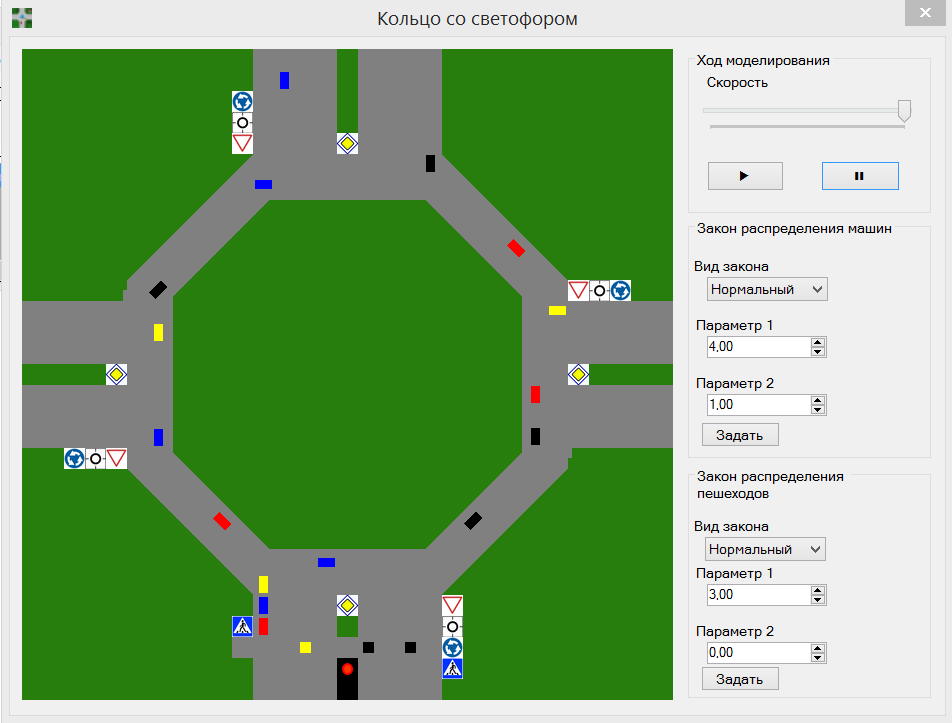 Кольцо со светофором
Ход моделирования
Скорость
Закон распределения машин
Вид закона
Нормальный
Параметр 1
4,00
Параметр 2
1,00
Задать
Закон распределения
пешеходов
Вид закона
Нормальный
Параметр 1
3,00
Параметр 2
0,00
Задать